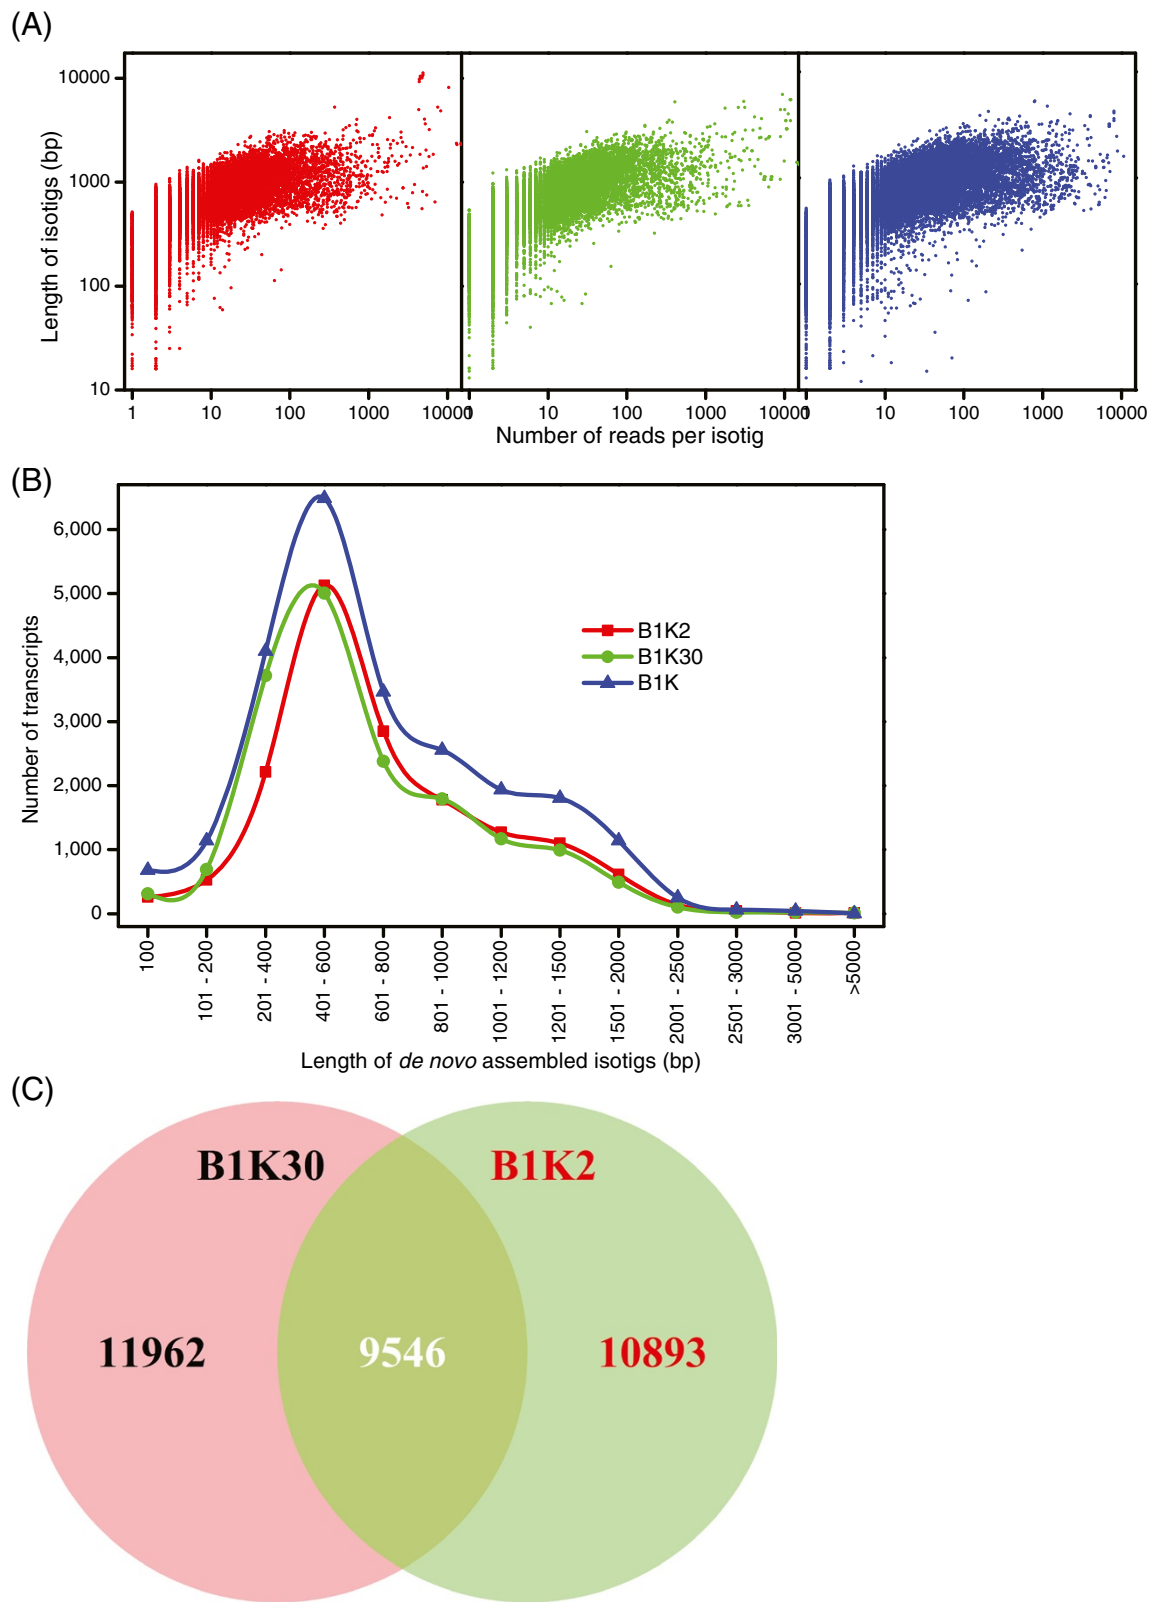 (A)
Length of isotigs (bp)
10000
1000
100
10
1 10 100 1000 10000
1 10 100 1000 10000
1 10 100 1000 10000
Number of reads per isotig
(B)
Number of transcripts
6,000
5,000
4,000
3,000
2,000
1,000
0
B1K2
B1K30
B1K
100
101 - 200
201 - 400
401 - 600
601 - 800
801 - 1000
1001 - 1200
1201 - 1500
1501 - 2000
2001 - 2500
2501 - 3000
3001 - 5000
>5000
Length of de novo assembled isotigs (bp)
(C)
B1K30 B1K2
11962 9546 10893